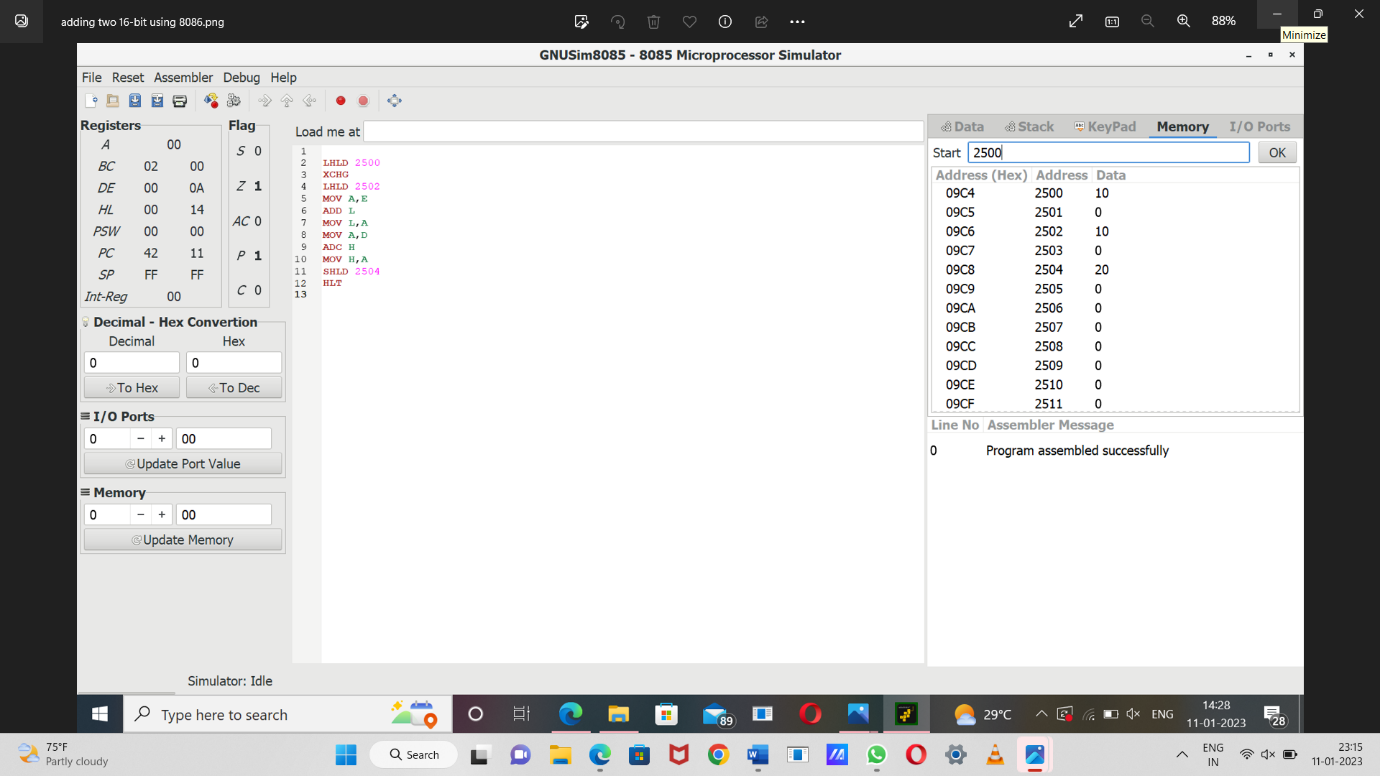 adding two 16-bit using 8086.png
88%
Minimize
GNUSim8085 - 8085 Microprocessor Simulator
File Reset Assembler Debug Help
Registers
A 00
BC 02 00
DE 00 0A
HL 00 14
PSW 00 00
PC 42 11
SP FF FF
Int-Reg 00
Flag
S 0
Z 1
AC 0
P 1
C 0
Decimal - Hex Convertion
Decimal Hex
0 0
To Hex To Dec
I/O Ports
0 - + 00
Update Port Value
Memory
0 - + 00
Update Memory
Load me at
1
2 LHLD 2500
3 XCHG
4 LHLD 2502
5 MOV A,E
6 ADD L
7 MOV L,A
8 MOV A,D
9 ADC H
10 MOV H,A
11 SHLD 2504
12 HLT
13
Data Stack KeyPad Memory I/O Ports
Start 2500 OK
Address (Hex) Address Data
09C4 2500 10
09C5 2501 0
09C6 2502 10
09C7 2503 0
09C8 2504 20
09C9 2505 0
09CA 2506 0
09CB 2507 0
09CC 2508 0
09CD 2509 0
09CE 2510 0
09CF 2511 0
Line No Assembler Message
0 Program assembled successfully
Simulator: Idle
Type here to search
89
29°C
ENG
14:28
11-01-2023
28
75°F
Partly cloudy
Search
ENG
IN
23:15
11-01-2023